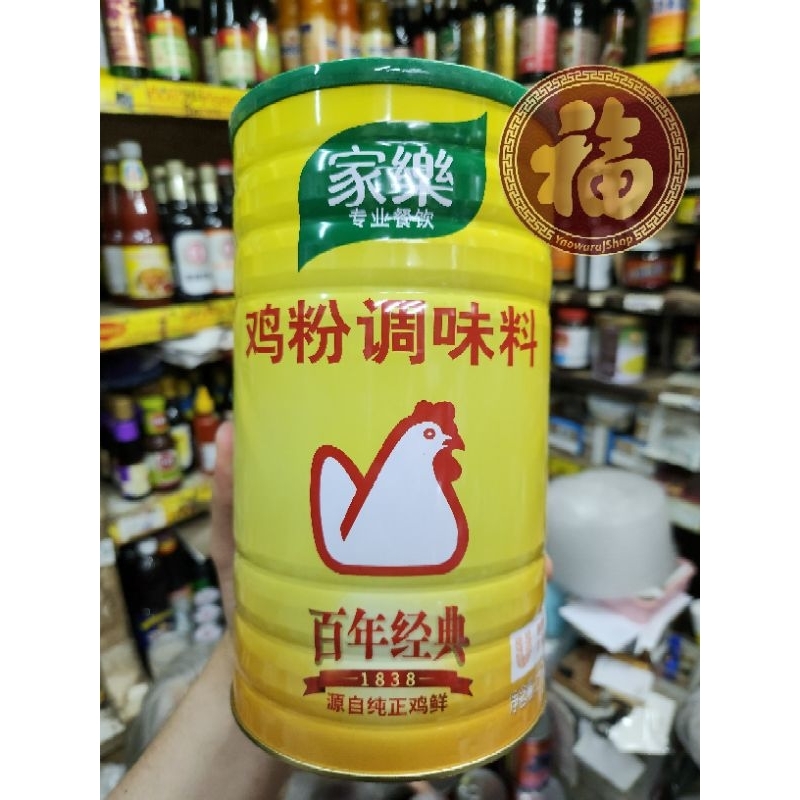 家樂
专业餐饮
福
YaowarajShop
鸡粉调味料
百年经典
1838
源自纯正鸡鲜